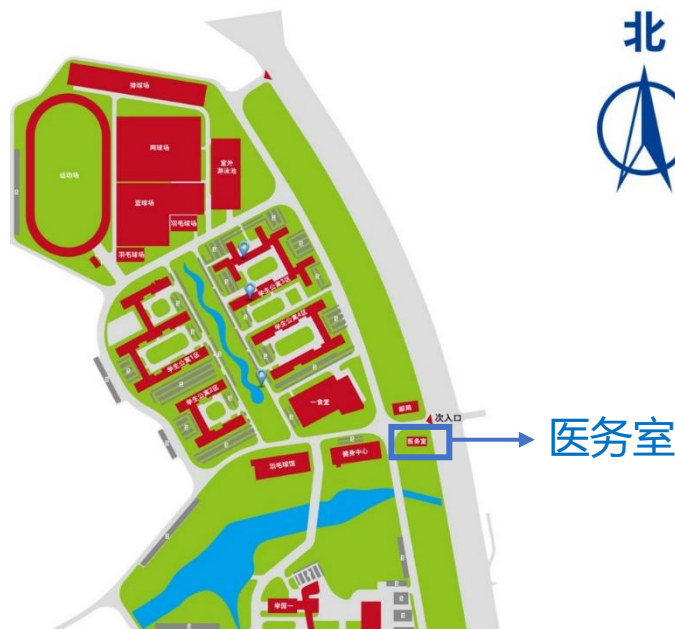 北
排球场
网球场
室外
游泳池
运动场
篮球场
羽毛球场
羽毛球场
学生公寓3区
学生公寓4区
学生公寓1区
学生公寓2区
一食堂
邮局
次入口
医务室
医务室
健身中心
羽毛球馆
学园一